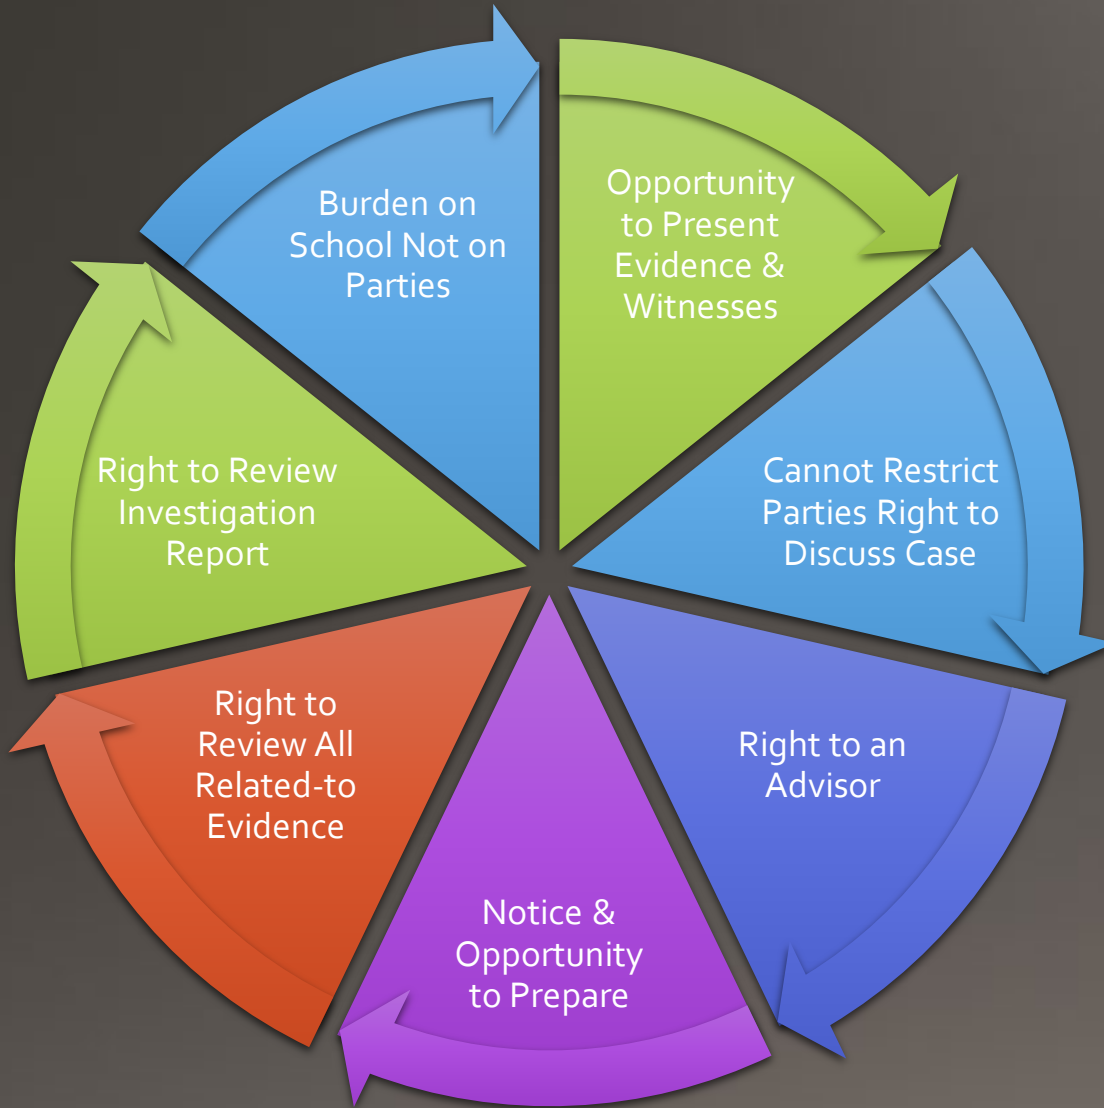 Burden on
School Not on
Parties
Opportunity
to Present
Evidence &
Witnesses
Cannot Restrict
Parties Right to
Discuss Case
Right to an
Advisor
Notice &
Opportunity
to Prepare
Right to
Review All
Related-to
Evidence
Right to Review
Investigation
Report